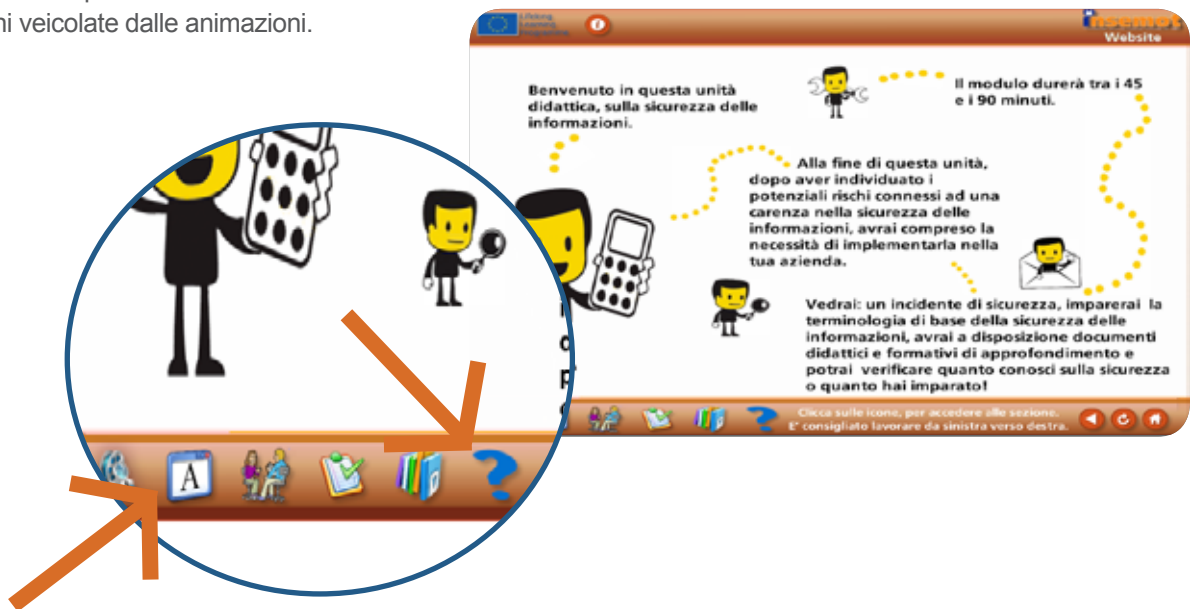 ni veicolate dalle animazioni.
Lifelong
Learning
Programme
i
insemot
Website
Benvenuto in questa unità
didattica, sulla sicurezza delle
informazioni.
Il modulo durerà tra i 45
e i 90 minuti.
Alla fine di questa unità,
dopo aver individuato i
potenziali rischi connessi ad una
carenza nella sicurezza delle
informazioni, avrai compreso la
necessità di implementarla nella
tua azienda.
Vedrai: un incidente di sicurezza, imparerai la
terminologia di base della sicurezza delle
informazioni, avrai a disposizione documenti
didattici e formativi di approfondimento e
potrai verificare quanto conosci sulla sicurezza
o quanto hai imparato!
Clicca sulle icone, per accedere alle sezione.
E' consigliato lavorare da sinistra verso destra.
A
?
?